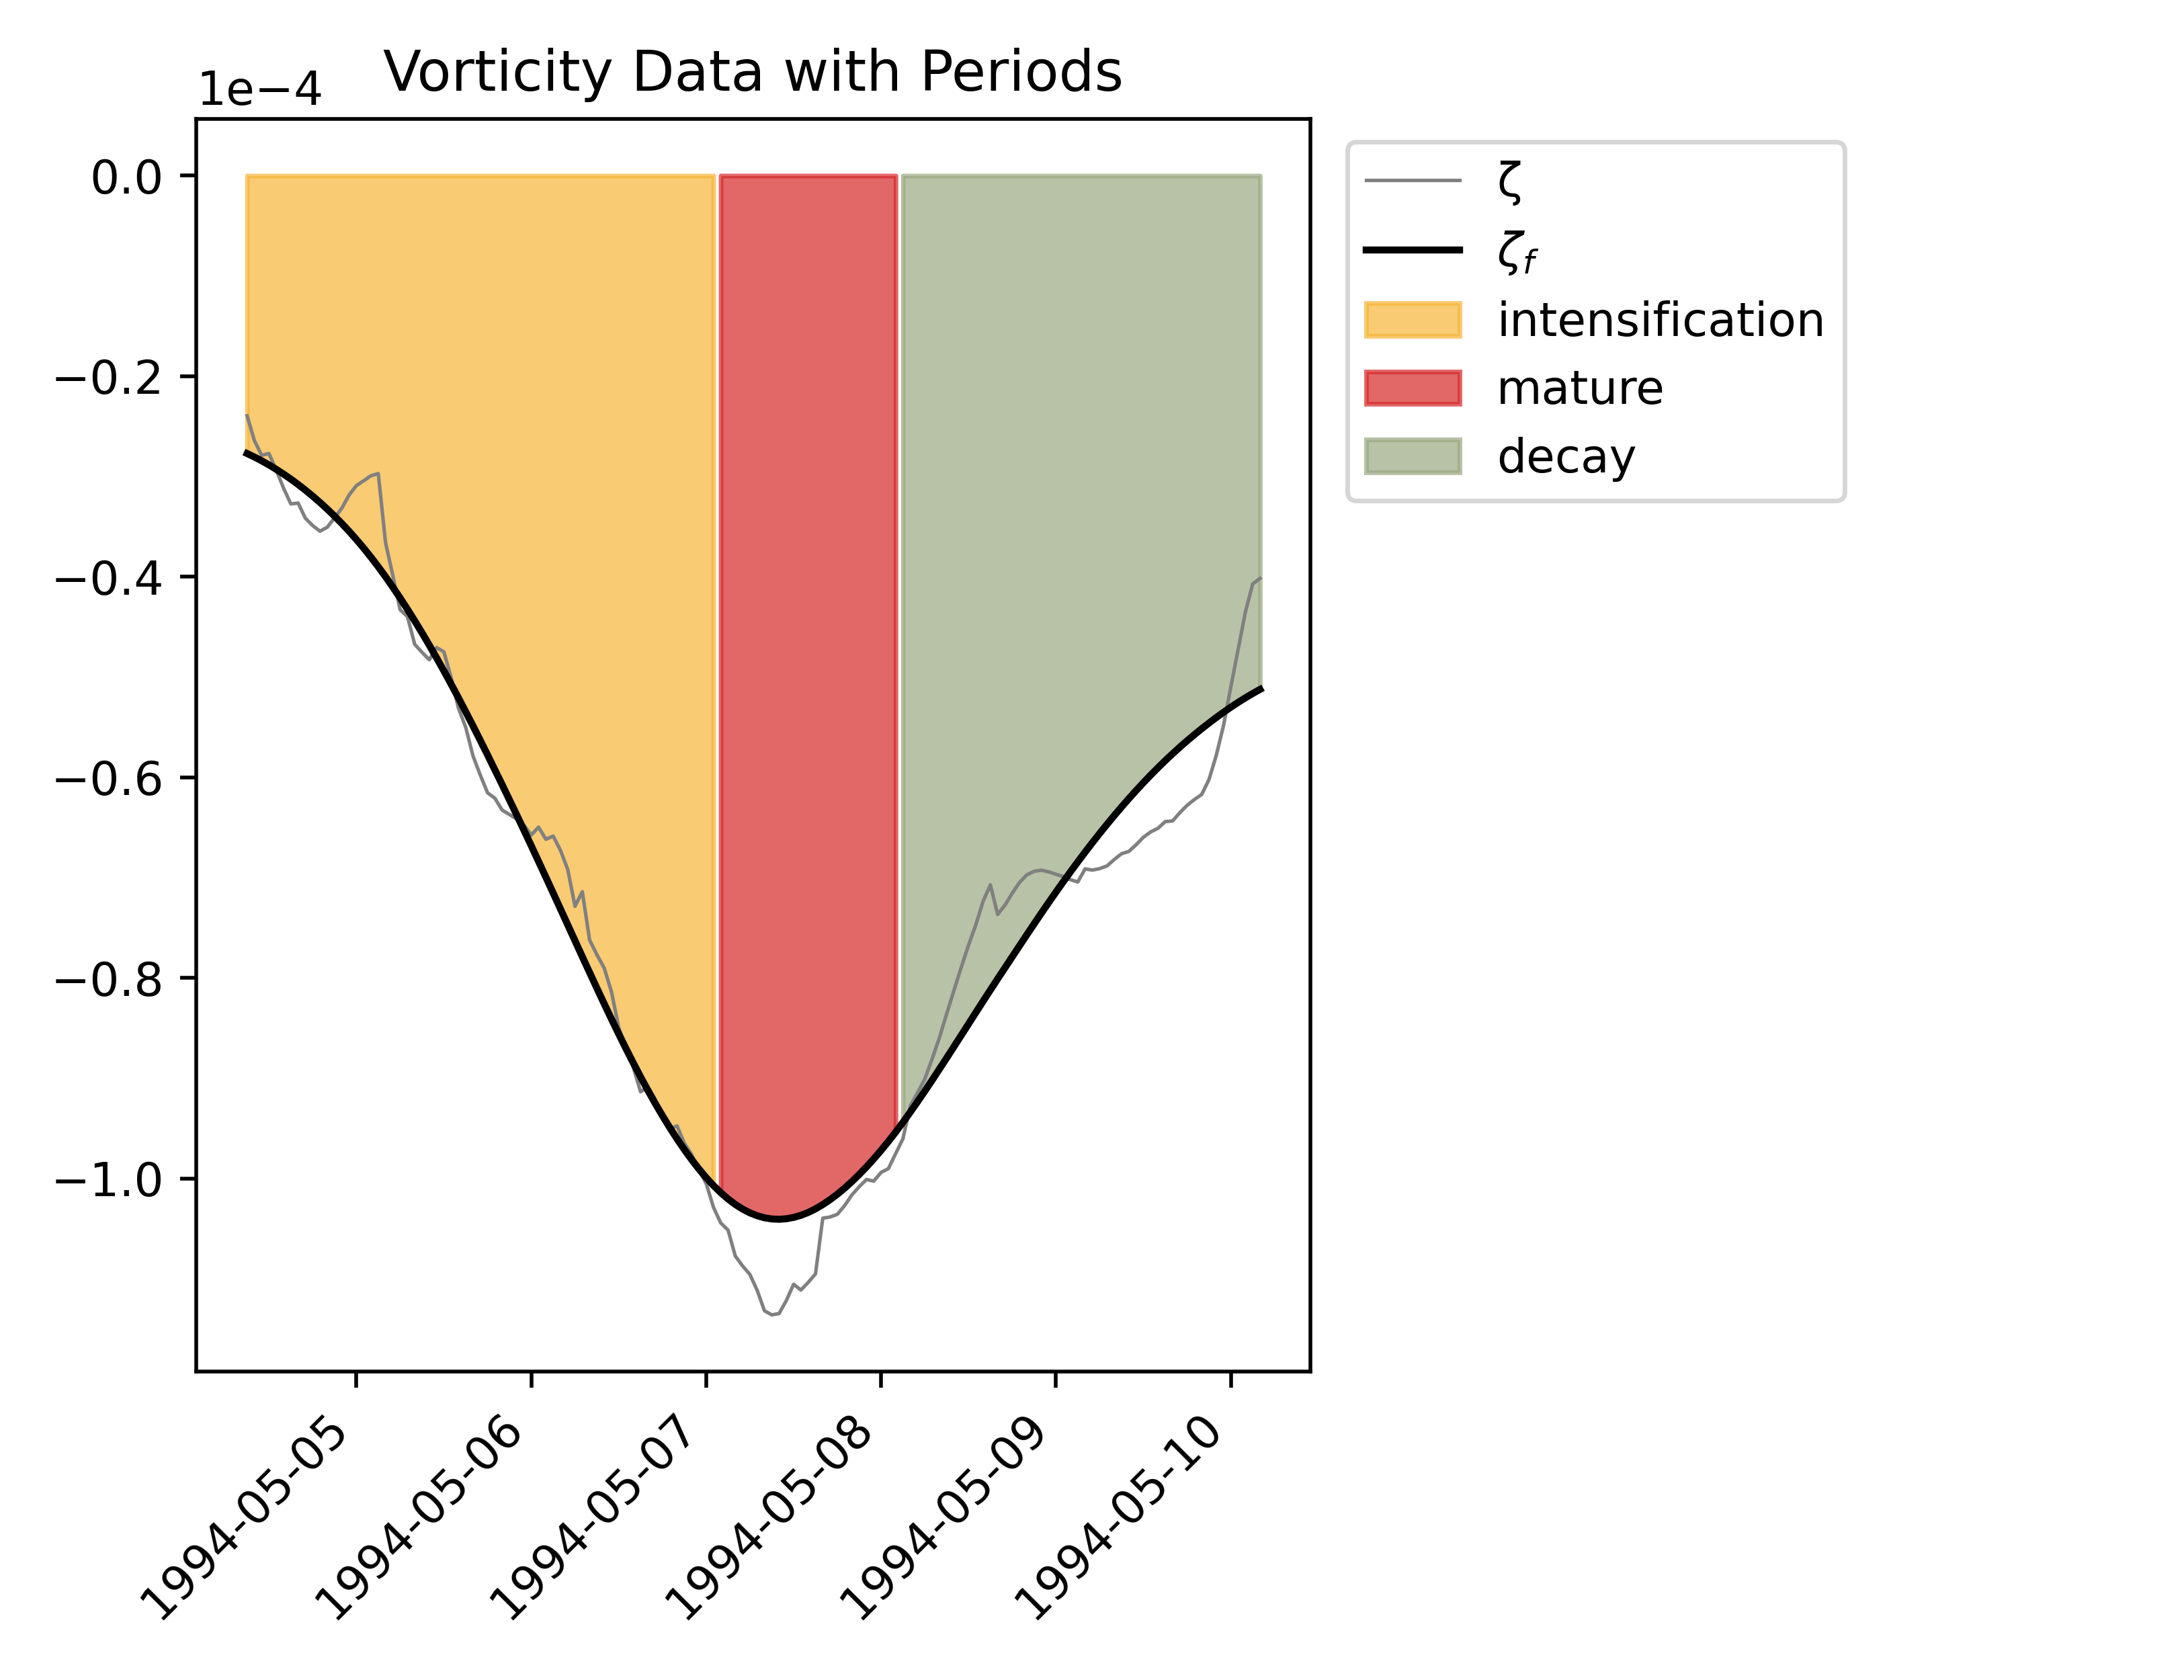 Vorticity Data with Periods
1e−4
0.0
−0.2
−0.4
−0.6
−0.8
−1.0
1994-05-05
1994-05-06
1994-05-07
1994-05-08
1994-05-09
1994-05-10
ζ
ζf
intensification
mature
decay